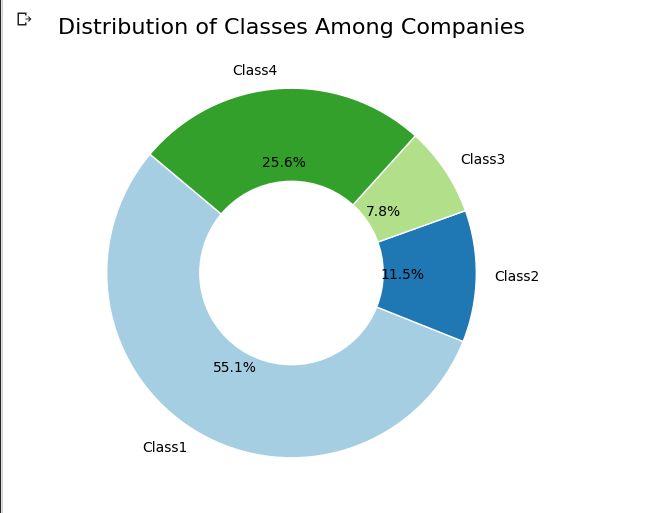 Distribution of Classes Among Companies
Class4
25.6%
Class3
7.8%
11.5%
Class2
55.1%
Class1